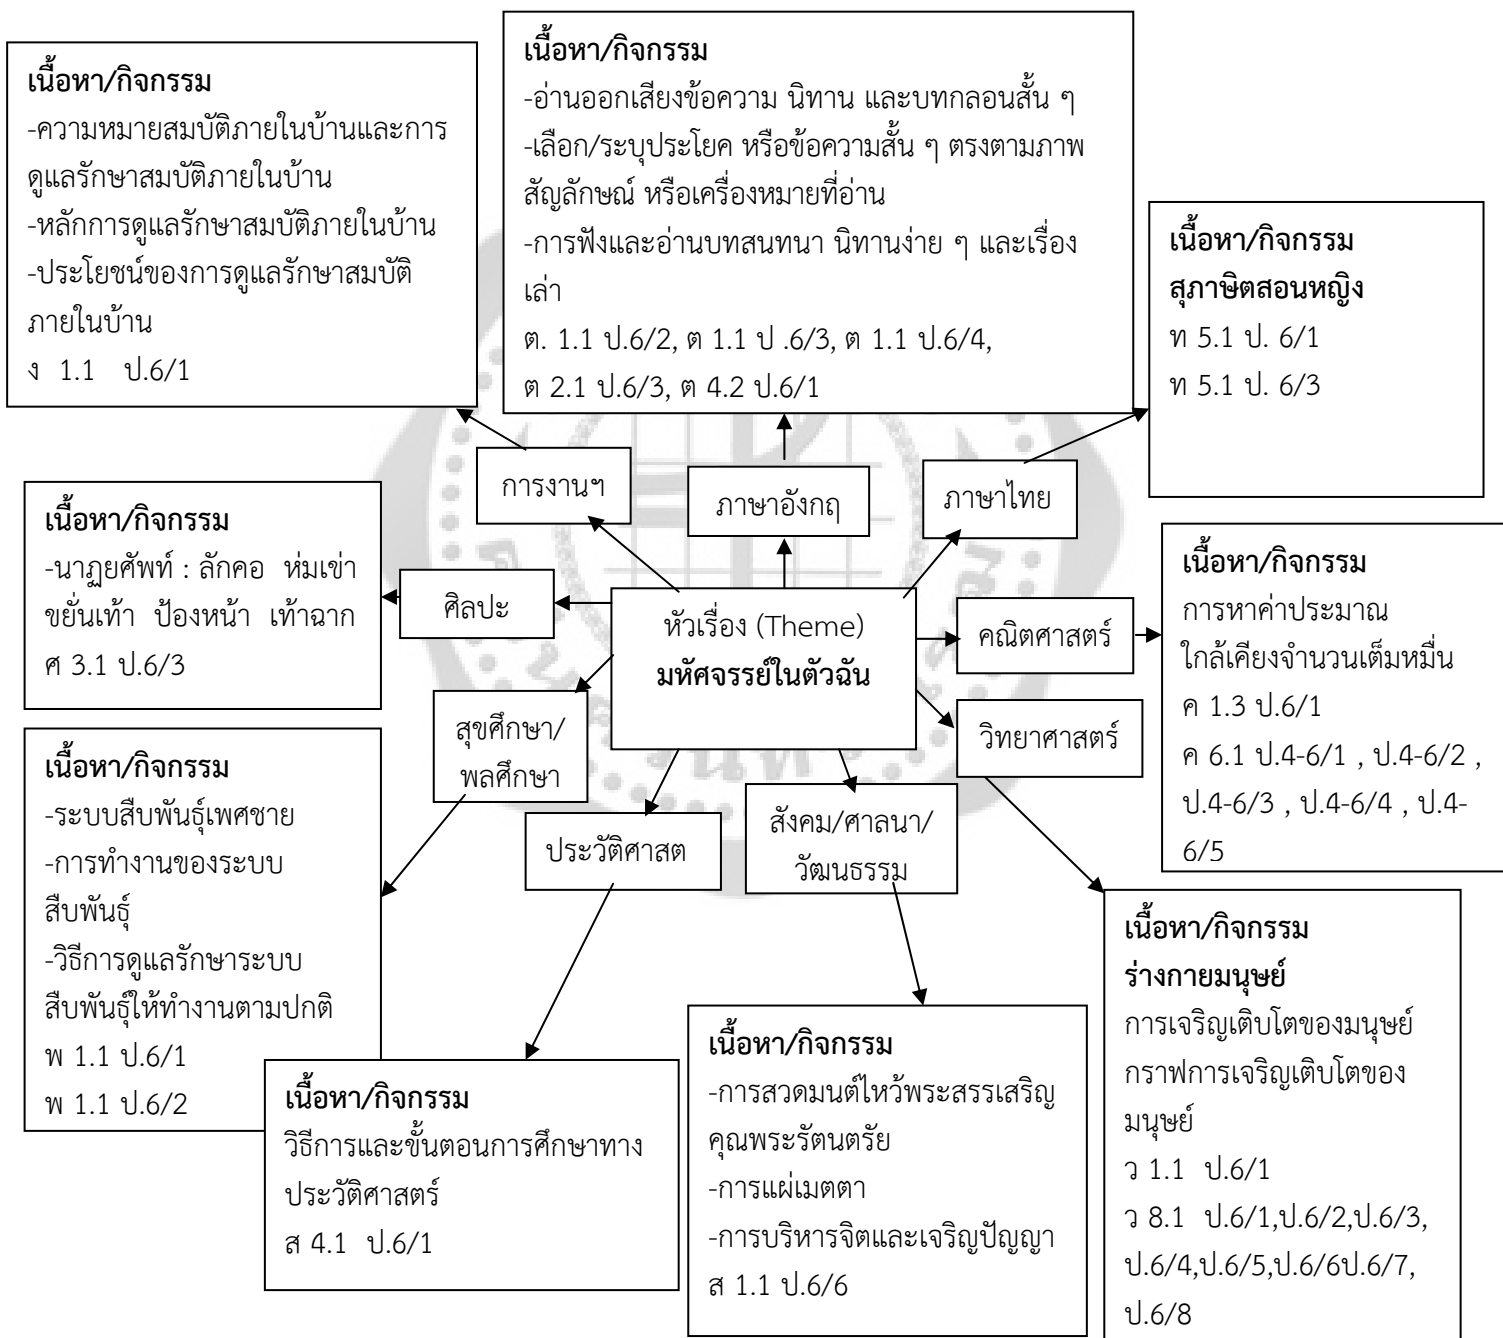 เนื้อหา/กิจกรรม
-ความหมายสมบัติภายในบ้านและการ
ดูแลรักษาสมบัติภายในบ้าน
-หลักการดูแลรักษาสมบัติภายในบ้าน
-ประโยชน์ของการดูแลรักษาสมบัติ
ภายในบ้าน
ง 1.1 ป.6/1
เนื้อหา/กิจกรรม
-อ่านออกเสียงข้อความ นิทาน และบทกลอนสั้น ๆ
-เลือก/ระบุประโยค หรือข้อความสั้น ๆ ตรงตามภาพ
สัญลักษณ์ หรือเครื่องหมายที่อ่าน
-การฟังและอ่านบทสนทนา นิทานง่าย ๆ และเรื่อง
เล่า
ต. 1.1 ป.6/2, ต 1.1 ป .6/3, ต 1.1 ป.6/4,
ต 2.1 ป.6/3, ต 4.2 ป.6/1
เนื้อหา/กิจกรรม
สุภาษิตสอนหญิง
ท 5.1 ป. 6/1
ท 5.1 ป. 6/3
การงานฯ
ภาษาอังกฤ
ภาษาไทย
เนื้อหา/กิจกรรม
-นาฏยศัพท์ : ลักคอ ห่มเข่า
ขยั่นเท้า ป้องหน้า เท้าฉาก
ศ 3.1 ป.6/3
ศิลปะ
หัวเรื่อง (Theme)
มหัศจรรย์ในตัวฉัน
คณิตศาสตร์
เนื้อหา/กิจกรรม
การหาค่าประมาณ
ใกล้เคียงจำนวนเต็มหมื่น
ค 1.3 ป.6/1
ค 6.1 ป.4-6/1 , ป.4-6/2 ,
ป.4-6/3 , ป.4-6/4 , ป.4-
6/5
สุขศึกษา/
พลศึกษา
วิทยาศาสตร์
เนื้อหา/กิจกรรม
-ระบบสืบพันธุ์เพศชาย
-การทำงานของระบบ
สืบพันธุ์
-วิธีการดูแลรักษาระบบ
สืบพันธุ์ให้ทำงานตามปกติ
พ 1.1 ป.6/1
พ 1.1 ป.6/2
ประวัติศาสต
สังคม/ศาลนา/
วัฒนธรรม
เนื้อหา/กิจกรรม
วิธีการและขั้นตอนการศึกษาทาง
ประวัติศาสตร์
ส 4.1 ป.6/1
เนื้อหา/กิจกรรม
-การสวดมนต์ไหว้พระสรรเสริญ
คุณพระรัตนตรัย
-การแผ่เมตตา
-การบริหารจิตและเจริญปัญญา
ส 1.1 ป.6/6
เนื้อหา/กิจกรรม
ร่างกายมนุษย์
การเจริญเติบโตของมนุษย์
กราฟการเจริญเติบโตของ
มนุษย์
ว 1.1 ป.6/1
ว 8.1 ป.6/1,ป.6/2,ป.6/3,
ป.6/4,ป.6/5,ป.6/6ป.6/7,
ป.6/8